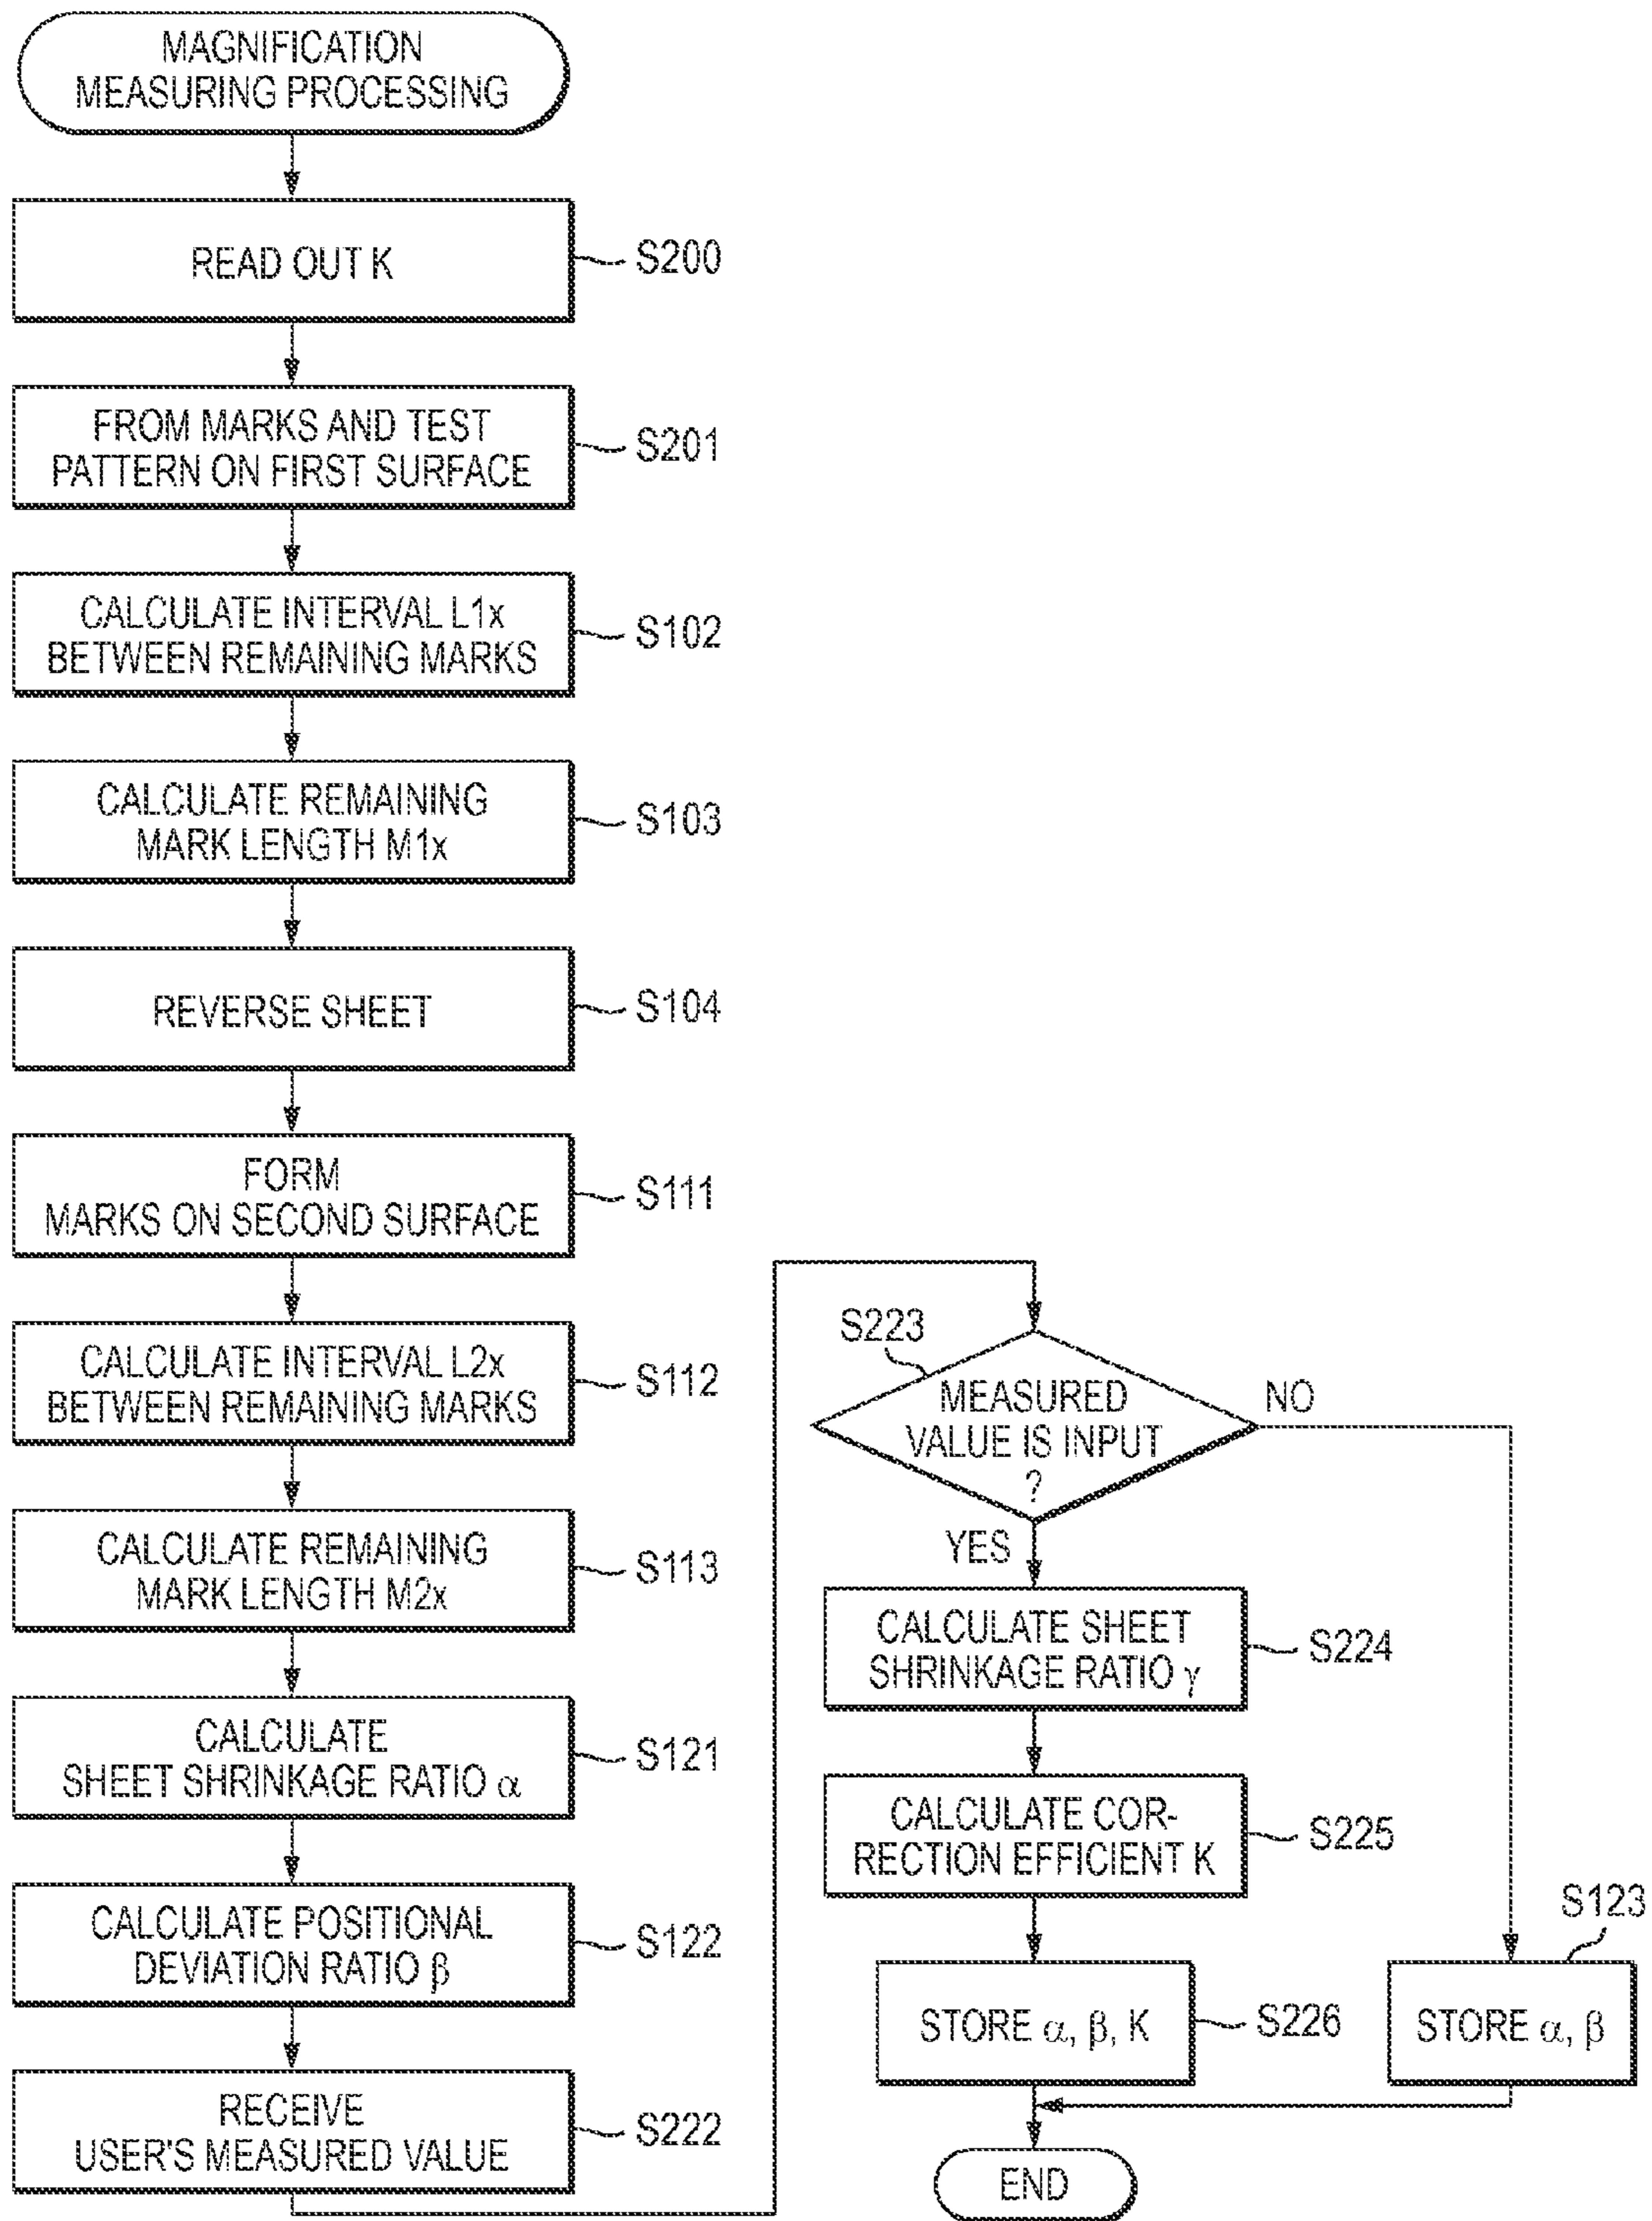 MAGNIFICATION
MEASURING PROCESSING
READ OUT K
S200
FROM MARKS AND TEST
PATTERN ON FIRST SURFACE
S201
CALCULATE INTERVAL L1x
BETWEEN REMAINING MARKS
S102
CALCULATE REMAINING
MARK LENGTH M1x
S103
REVERSE SHEET
S104
FORM
MARKS ON SECOND SURFACE
S111
CALCULATE INTERVAL L2x
BETWEEN REMAINING MARKS
S112
CALCULATE REMAINING
MARK LENGTH M2x
S113
CALCULATE
SHEET SHRINKAGE RATIO α
S121
CALCULATE POSITIONAL
DEVIATION RATIO β
S122
RECEIVE
USER'S MEASURED VALUE
S222
S223
MEASURED
VALUE IS INPUT
?
NO
YES
CALCULATE SHEET
SHRINKAGE RATIO γ
S224
CALCULATE COR-
RECTION EFFICIENT K
S225
STORE α, β, K
S226
S123
STORE α, β
END